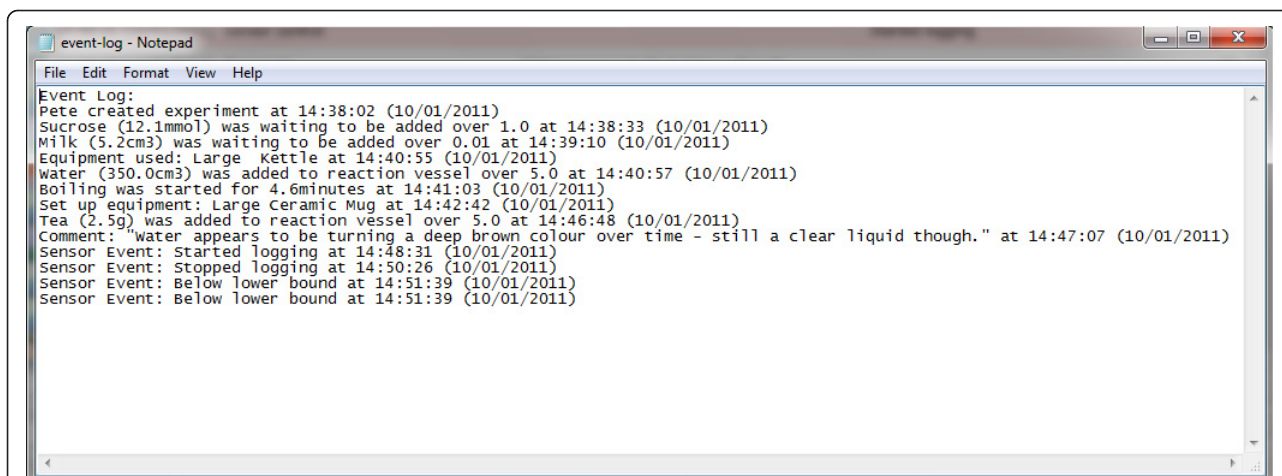 event-log - Notepad
File Edit Format View Help
Event Log:
Pete created experiment at 14:38:02 (10/01/2011)
Sucrose (12.1mmol) was waiting to be added over 1.0 at 14:38:33 (10/01/2011)
Milk (5.2cm3) was waiting to be added over 0.01 at 14:39:10 (10/01/2011)
Equipment used: Large  Kettle at 14:40:55 (10/01/2011)
Water (350.0cm3) was added to reaction vessel over 5.0 at 14:40:57 (10/01/2011)
Boiling was started for 4.6minutes at 14:41:03 (10/01/2011)
Set up equipment: Large Ceramic Mug at 14:42:42 (10/01/2011)
Tea (2.5g) was added to reaction vessel over 5.0 at 14:46:48 (10/01/2011)
Comment: "Water appears to be turning a deep brown colour over time - still a clear liquid though." at 14:47:07 (10/01/2011)
Sensor Event: Started logging at 14:48:31 (10/01/2011)
Sensor Event: Stopped logging at 14:50:26 (10/01/2011)
Sensor Event: Below lower bound at 14:51:39 (10/01/2011)
Sensor Event: Below lower bound at 14:51:39 (10/01/2011)